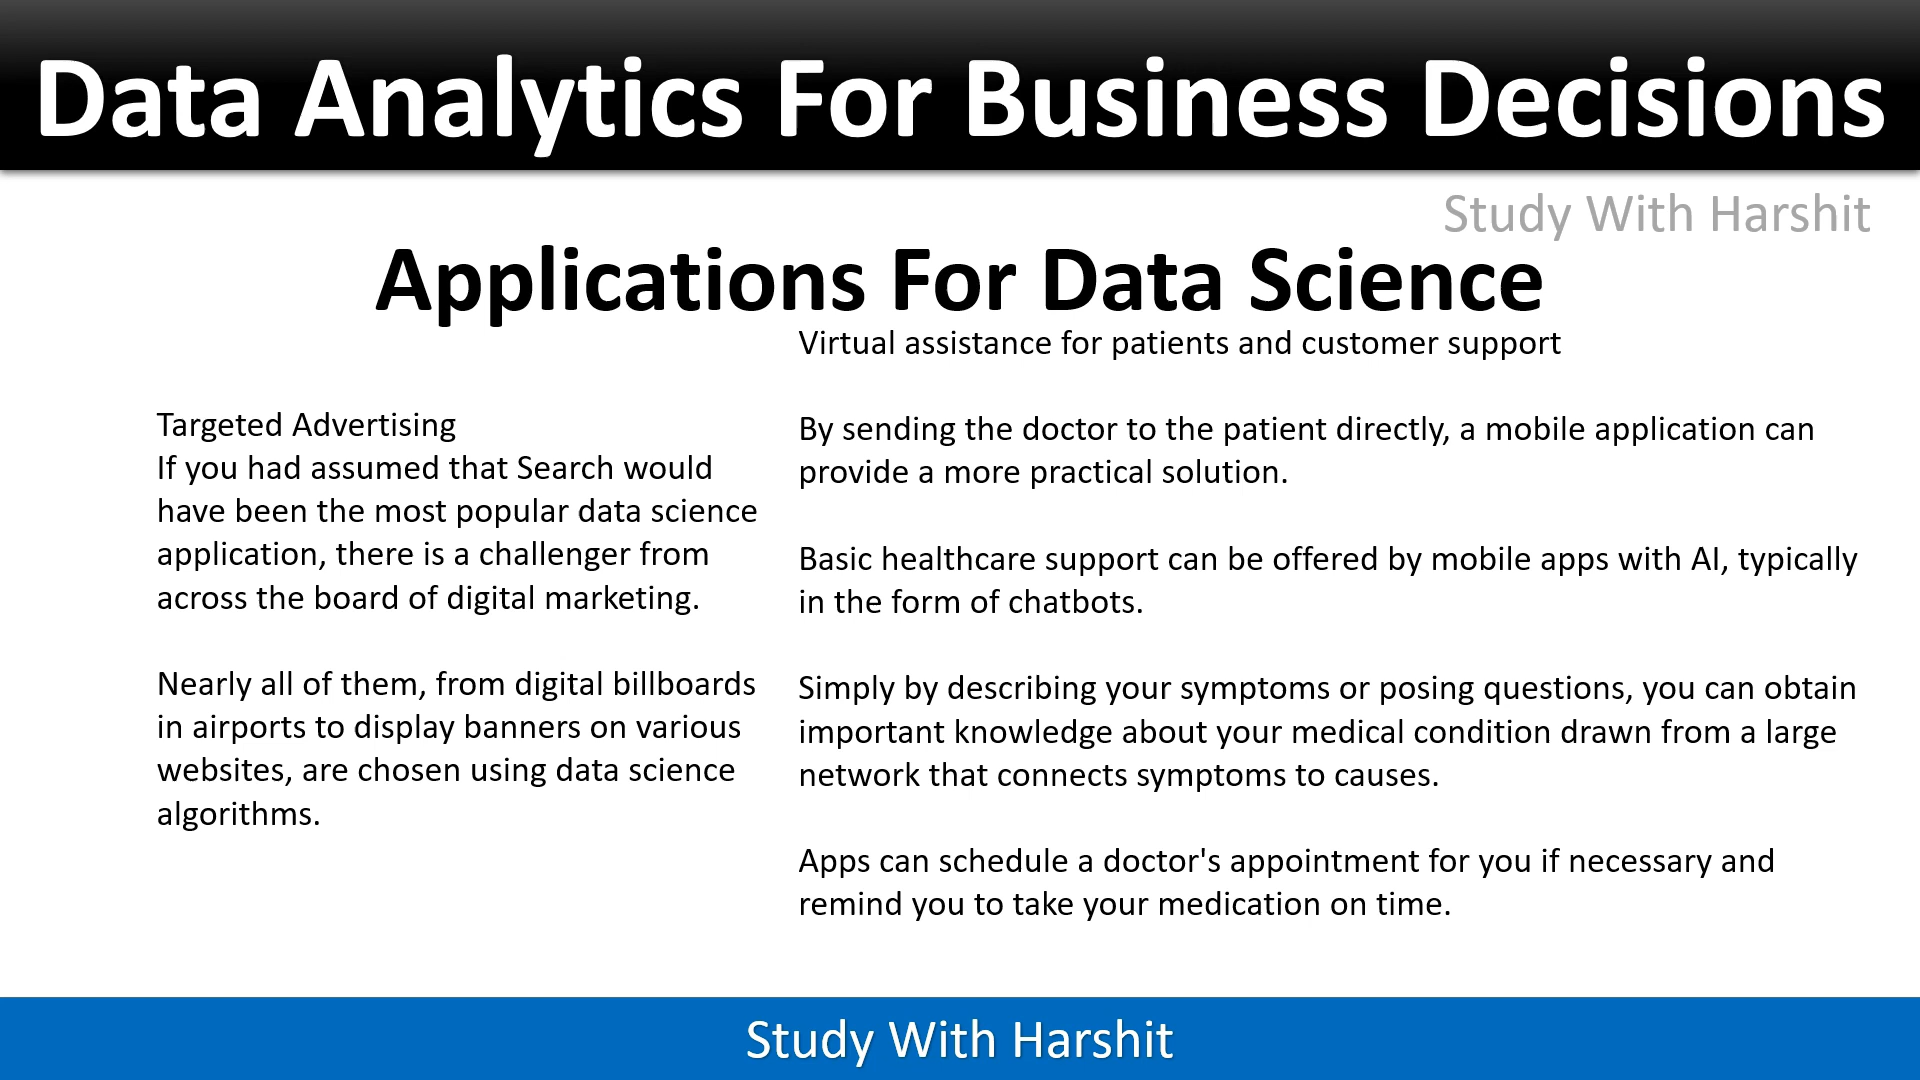 Data Analytics For Business Decisions
Study With Harshit
Applications For Data Science
Targeted Advertising
If you had assumed that Search would
have been the most popular data science
application, there is a challenger from
across the board of digital marketing.
Nearly all of them, from digital billboards
in airports to display banners on various
websites, are chosen using data science
algorithms.
Virtual assistance for patients and customer support
By sending the doctor to the patient directly, a mobile application can
provide a more practical solution.
Basic healthcare support can be offered by mobile apps with AI, typically
in the form of chatbots.
Simply by describing your symptoms or posing questions, you can obtain
important knowledge about your medical condition drawn from a large
network that connects symptoms to causes.
Apps can schedule a doctor's appointment for you if necessary and
remind you to take your medication on time.
Study With Harshit